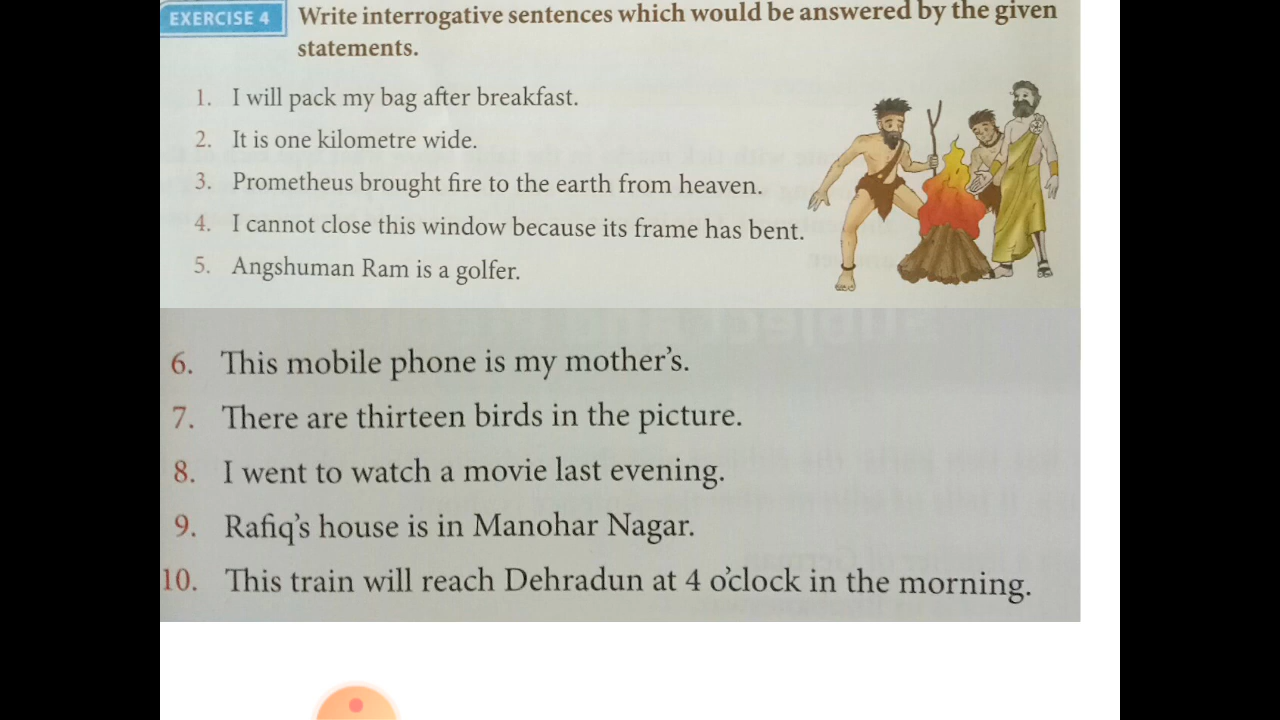 EXERCISE 4 Write interrogative sentences which would be answered by the given
statements.
1. I will pack my bag after breakfast.
2. It is one kilometre wide.
3. Prometheus brought fire to the earth from heaven.
4. I cannot close this window because its frame has bent.
5. Angshuman Ram is a golfer.
6. This mobile phone is my mother's.
7. There are thirteen birds in the picture.
8. I went to watch a movie last evening.
9. Rafiq's house is in Manohar Nagar.
10. This train will reach Dehradun at 4 o'clock in the morning.